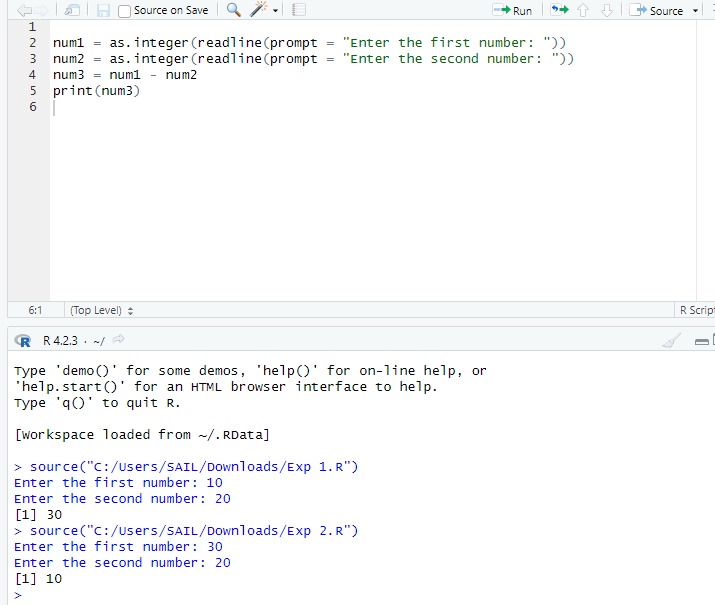 Source on Save Run Source
1
2 num1 = as.integer(readline(prompt = "Enter the first number: "))
3 num2 = as.integer(readline(prompt = "Enter the second number: "))
4 num3 = num1 - num2
5 print(num3)
6
6:1 (Top Level) R Script
R R 4.2.3 · ~/
Type 'demo()' for some demos, 'help()' for on-line help, or
'help.start()' for an HTML browser interface to help.
Type 'q()' to quit R.
[Workspace loaded from ~/.RData]
> source("C:/Users/SAIL/Downloads/Exp 1.R")
Enter the first number: 10
Enter the second number: 20
[1] 30
> source("C:/Users/SAIL/Downloads/Exp 2.R")
Enter the first number: 30
Enter the second number: 20
[1] 10
>